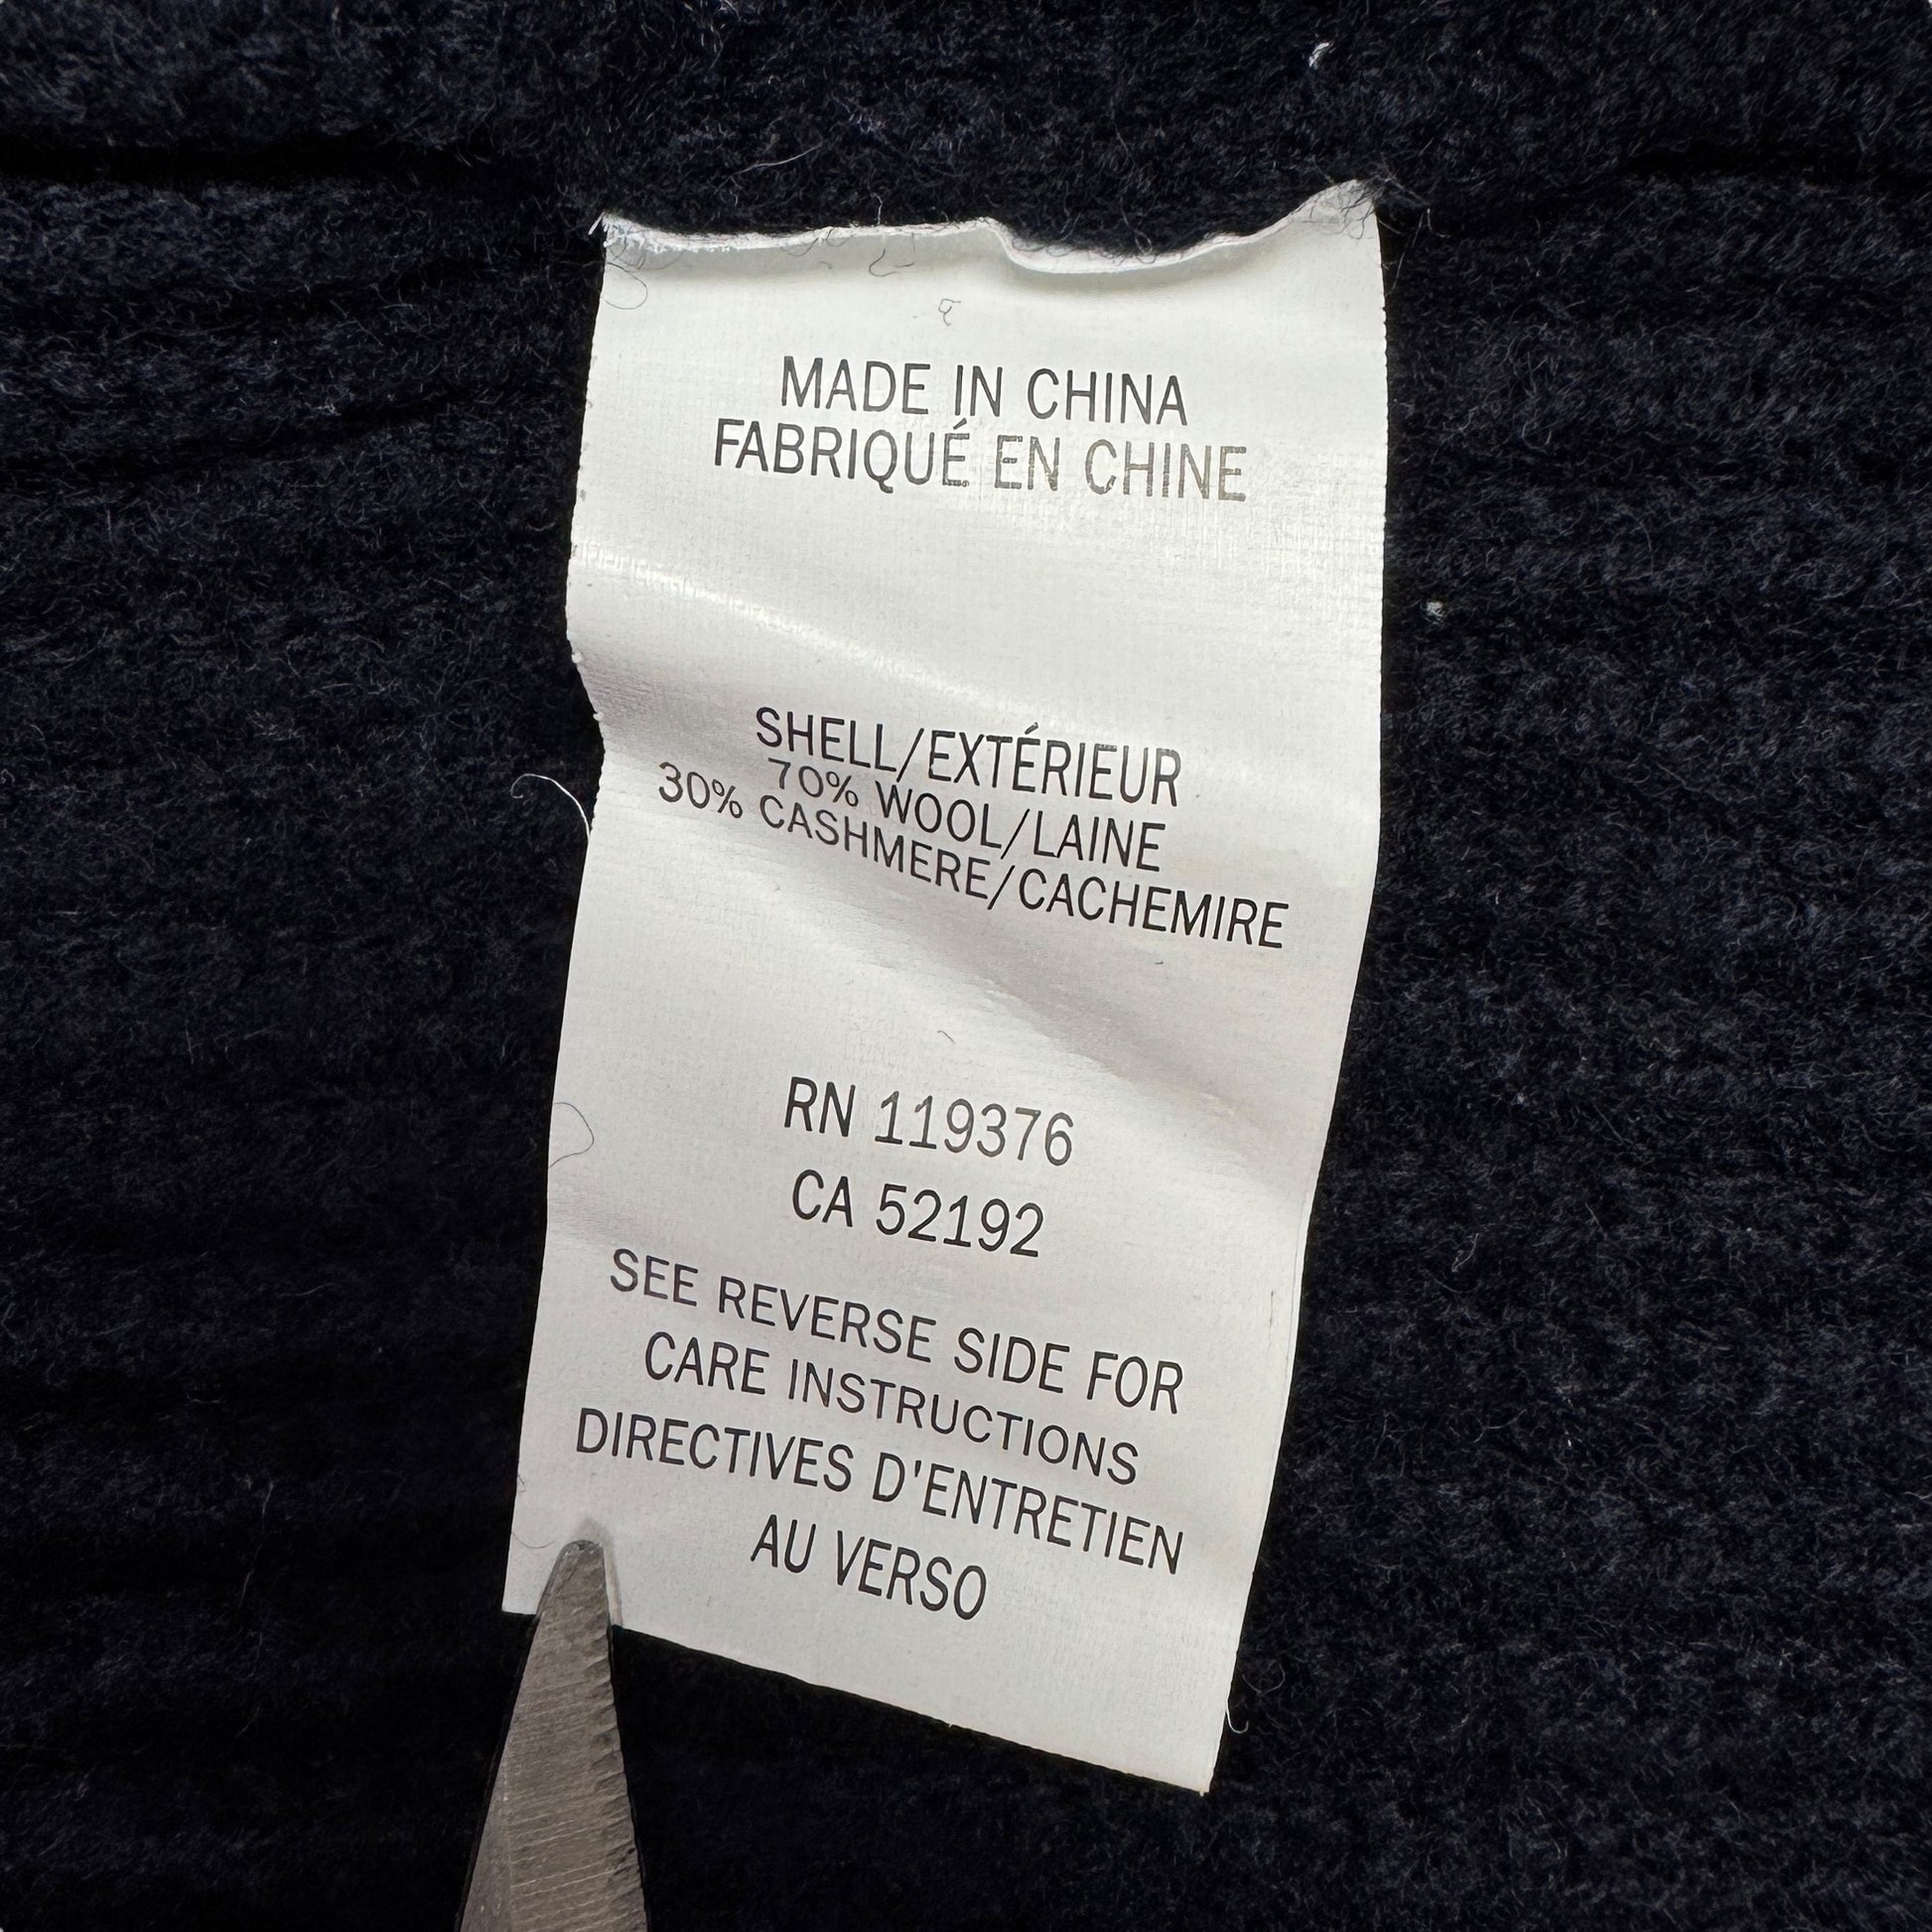 MADE IN CHINA
FABRIQUÉ EN CHINE
SHELL/EXTÉRIEUR
70% WOOL/LAINE
30% CASHMERE/CACHEMIRE
RN 119376
CA 52192
SEE REVERSE SIDE FOR
CARE INSTRUCTIONS
DIRECTIVES D'ENTRETIEN
AU VERSO